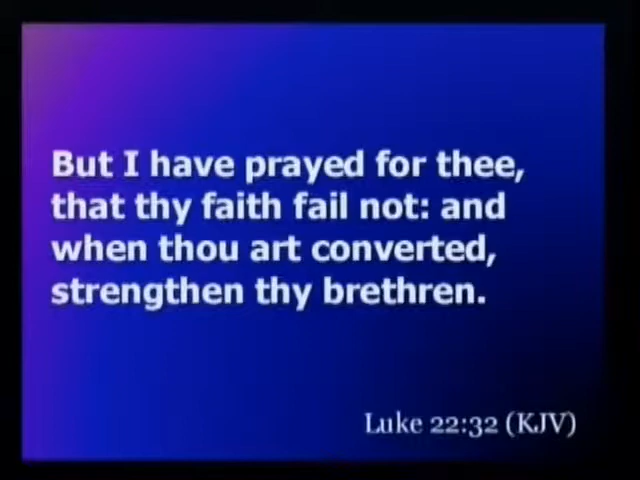 But I have prayed for thee,
that thy faith fail not: and
when thou art converted,
strengthen thy brethren.
Luke 22:32 (KJV)